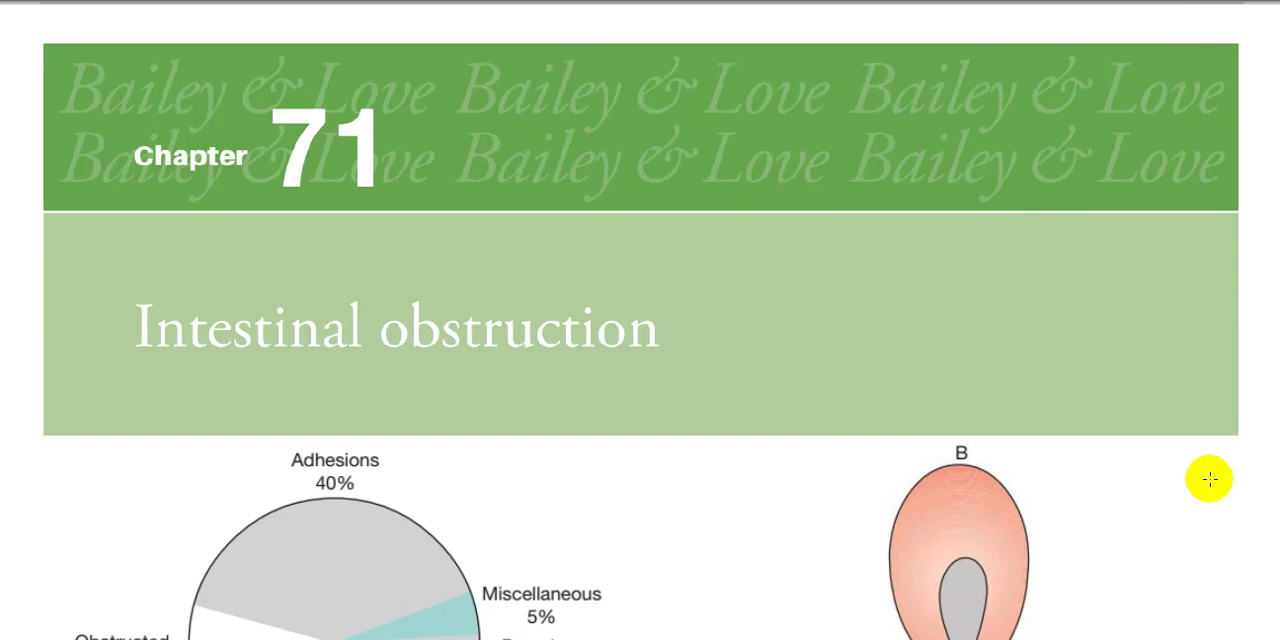 Bailey & Love Bailey & Love Bailey & Love
Bailey & Love Bailey & Love Bailey & Love
Chapter 71
Intestinal obstruction
Adhesions
40%
B
Miscellaneous
5%
Obstructed